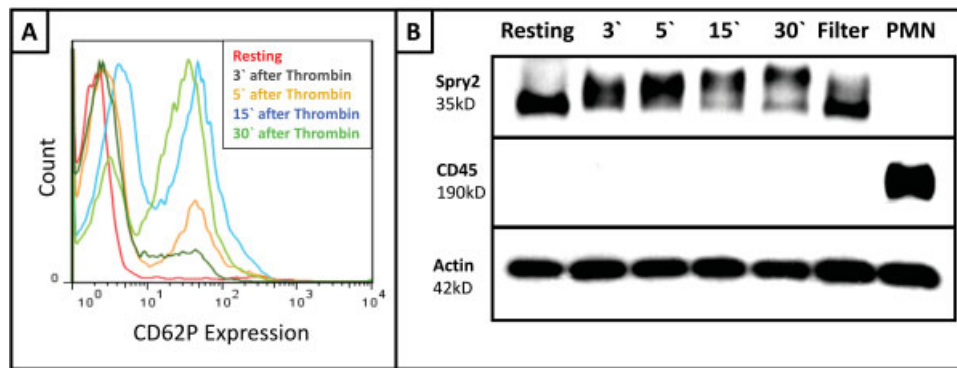 A
Resting
3` after Thrombin
5` after Thrombin
15` after Thrombin
30` after Thrombin
Count
0
10^0 10^1 10^2 10^3 10^4
CD62P Expression
B
Resting 3` 5` 15` 30` Filter PMN
Spry2
35kD
CD45
190kD
Actin
42kD